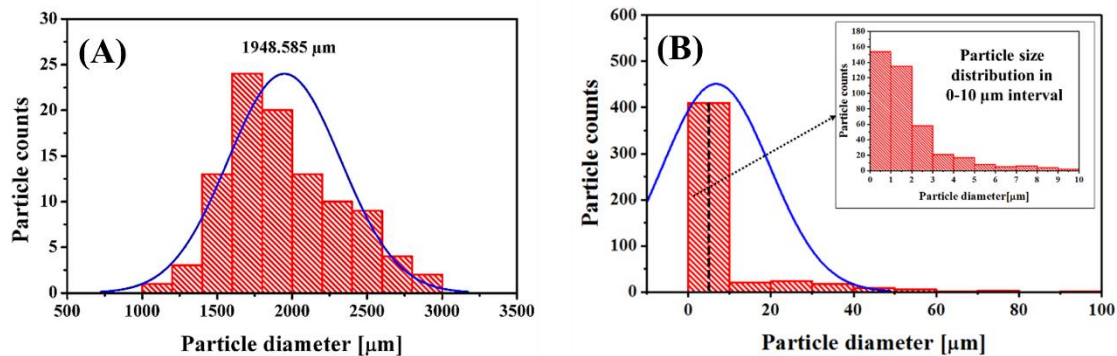 (A)
1948.585 μm
30
25
20
15
10
5
0
Particle counts
500 1000 1500 2000 2500 3000 3500
Particle diameter [μm]
(B)
600
500
400
300
200
100
0
Particle counts
0 20 40 60 80 100
Particle diameter [μm]
180
160
140
120
100
80
60
40
20
0
Particle counts
Particle size
distribution in
0-10 μm interval
0 1 2 3 4 5 6 7 8 9 10
Particle diameter[μm]